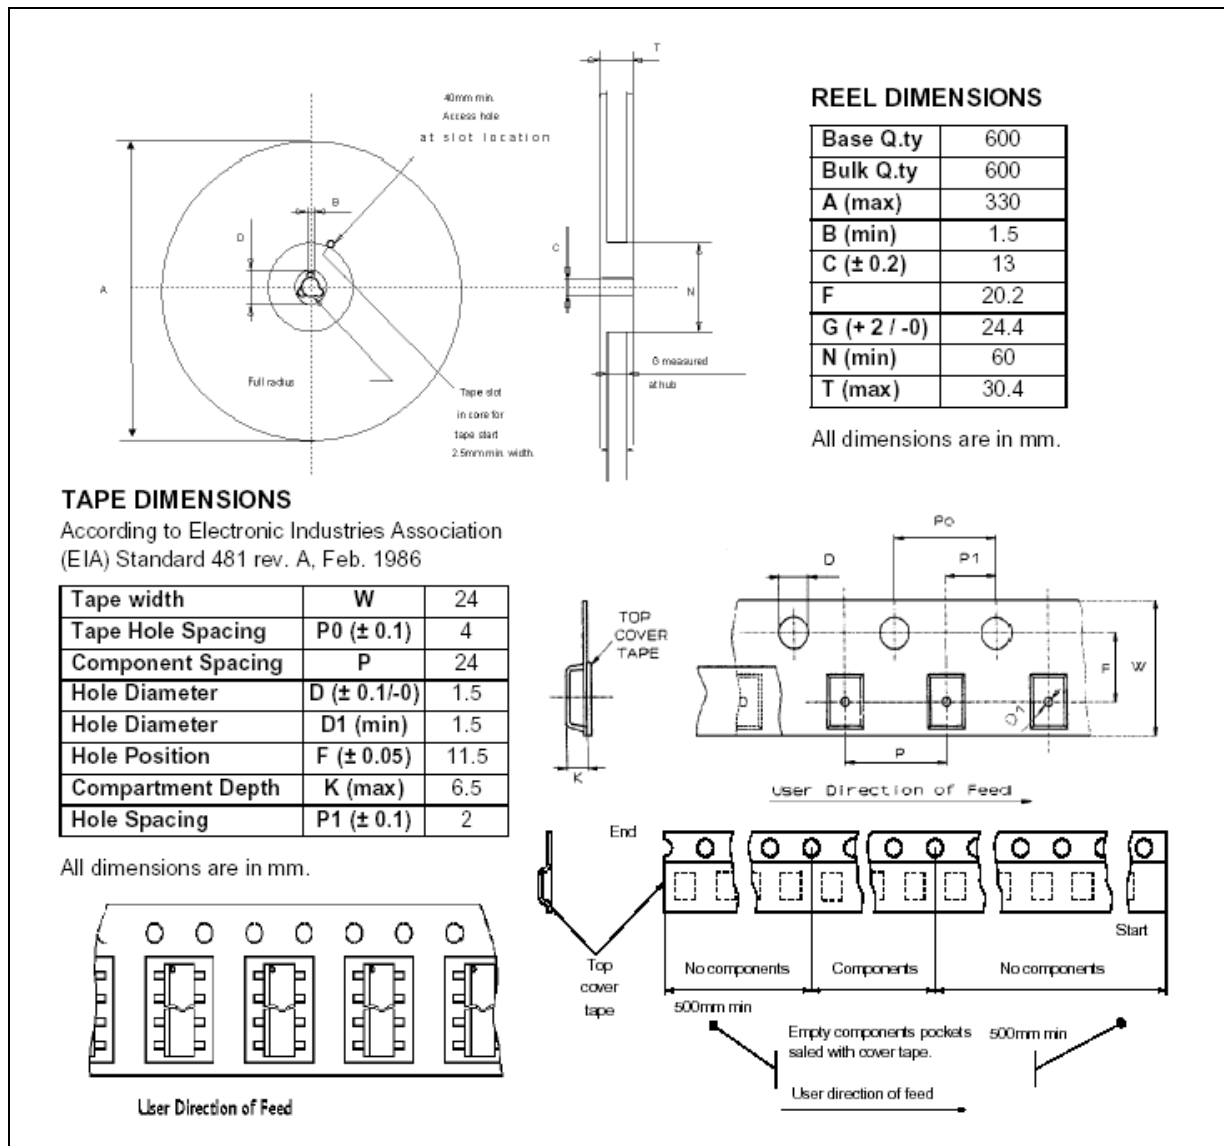 T
40mm min.
Access hole
at slot location
B
D
A
C
N
Full radius
Tape slot
in core for
tape start
2.5mm min. width.
G measured
at hub
REEL DIMENSIONS
Base Q.ty 600
Bulk Q.ty 600
A (max) 330
B (min) 1.5
C (± 0.2) 13
F 20.2
G (+ 2 / -0) 24.4
N (min) 60
T (max) 30.4
All dimensions are in mm.
TAPE DIMENSIONS
According to Electronic Industries Association
(EIA) Standard 481 rev. A, Feb. 1986
Tape width W 24
Tape Hole Spacing P0 (± 0.1) 4
Component Spacing P 24
Hole Diameter D (± 0.1/-0) 1.5
Hole Diameter D1 (min) 1.5
Hole Position F (± 0.05) 11.5
Compartment Depth K (max) 6.5
Hole Spacing P1 (± 0.1) 2
All dimensions are in mm.
P0
D
P1
TOP
COVER
TAPE
F
W
D1
K
P
User Direction of Feed
End
Start
Top
cover
tape
No components
Components
No components
500mm min
Empty components pockets
saled with cover tape.
500mm min
User direction of feed
User Direction of Feed